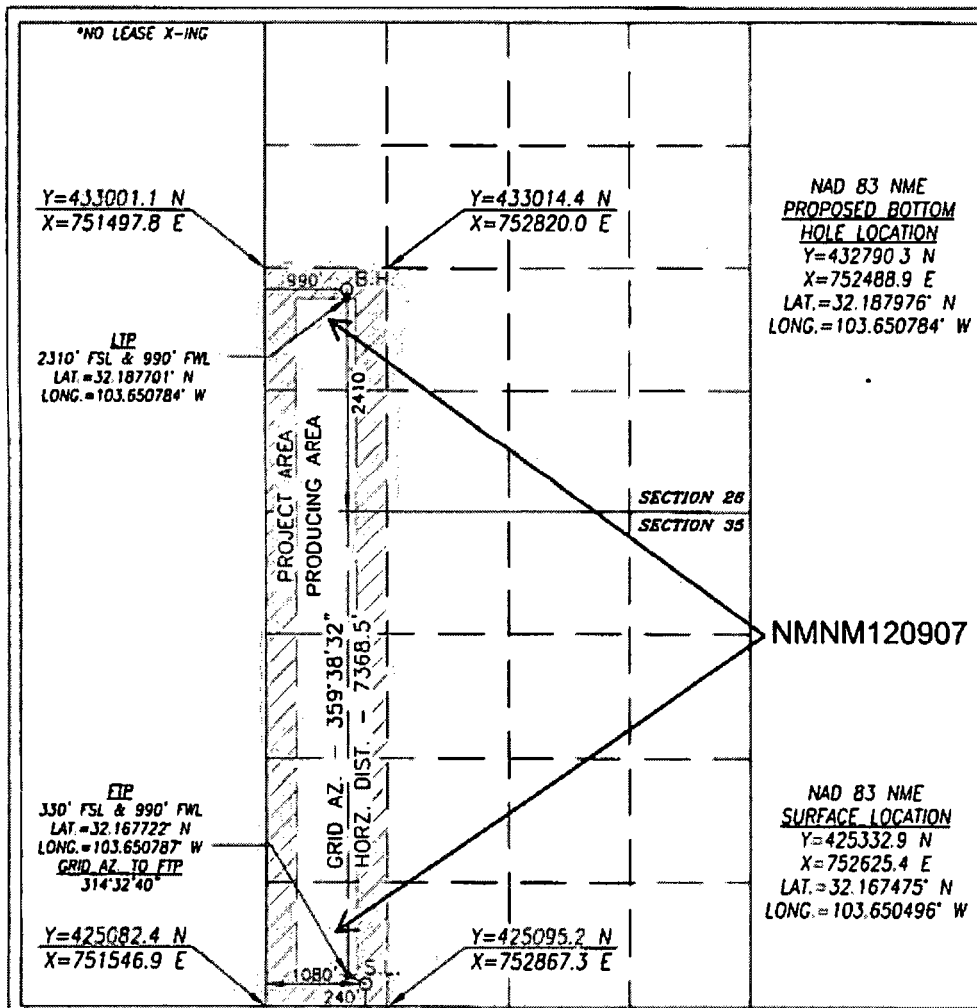 *NO LEASE X-ING
Y=433001.1 N
X=751497.8 E
Y=433014.4 N
X=752820.0 E
NAD 83 NME
PROPOSED BOTTOM
HOLE LOCATION
Y=432790.3 N
X=752488.9 E
LAT.=32.187976° N
LONG.=103.650784° W
990'
B.H.
LTP
2310' FSL & 990' FWL
LAT.=32.187701° N
LONG.=103.650784° W
2410
PROJECT AREA
PRODUCING AREA
SECTION 26
SECTION 35
NMNM120907
GRID AZ. - 359°38'32"
HORZ. DIST. - 7368.5'
FTP
330' FSL & 990' FWL
LAT.=32.167722° N
LONG.=103.650787° W
GRID AZ. TO FTP
314°32'40"
NAD 83 NME
SURFACE LOCATION
Y=425332.9 N
X=752625.4 E
LAT.=32.167475° N
LONG.=103.650496° W
Y=425082.4 N
X=751546.9 E
Y=425095.2 N
X=752867.3 E
S.L.
1080'
240'